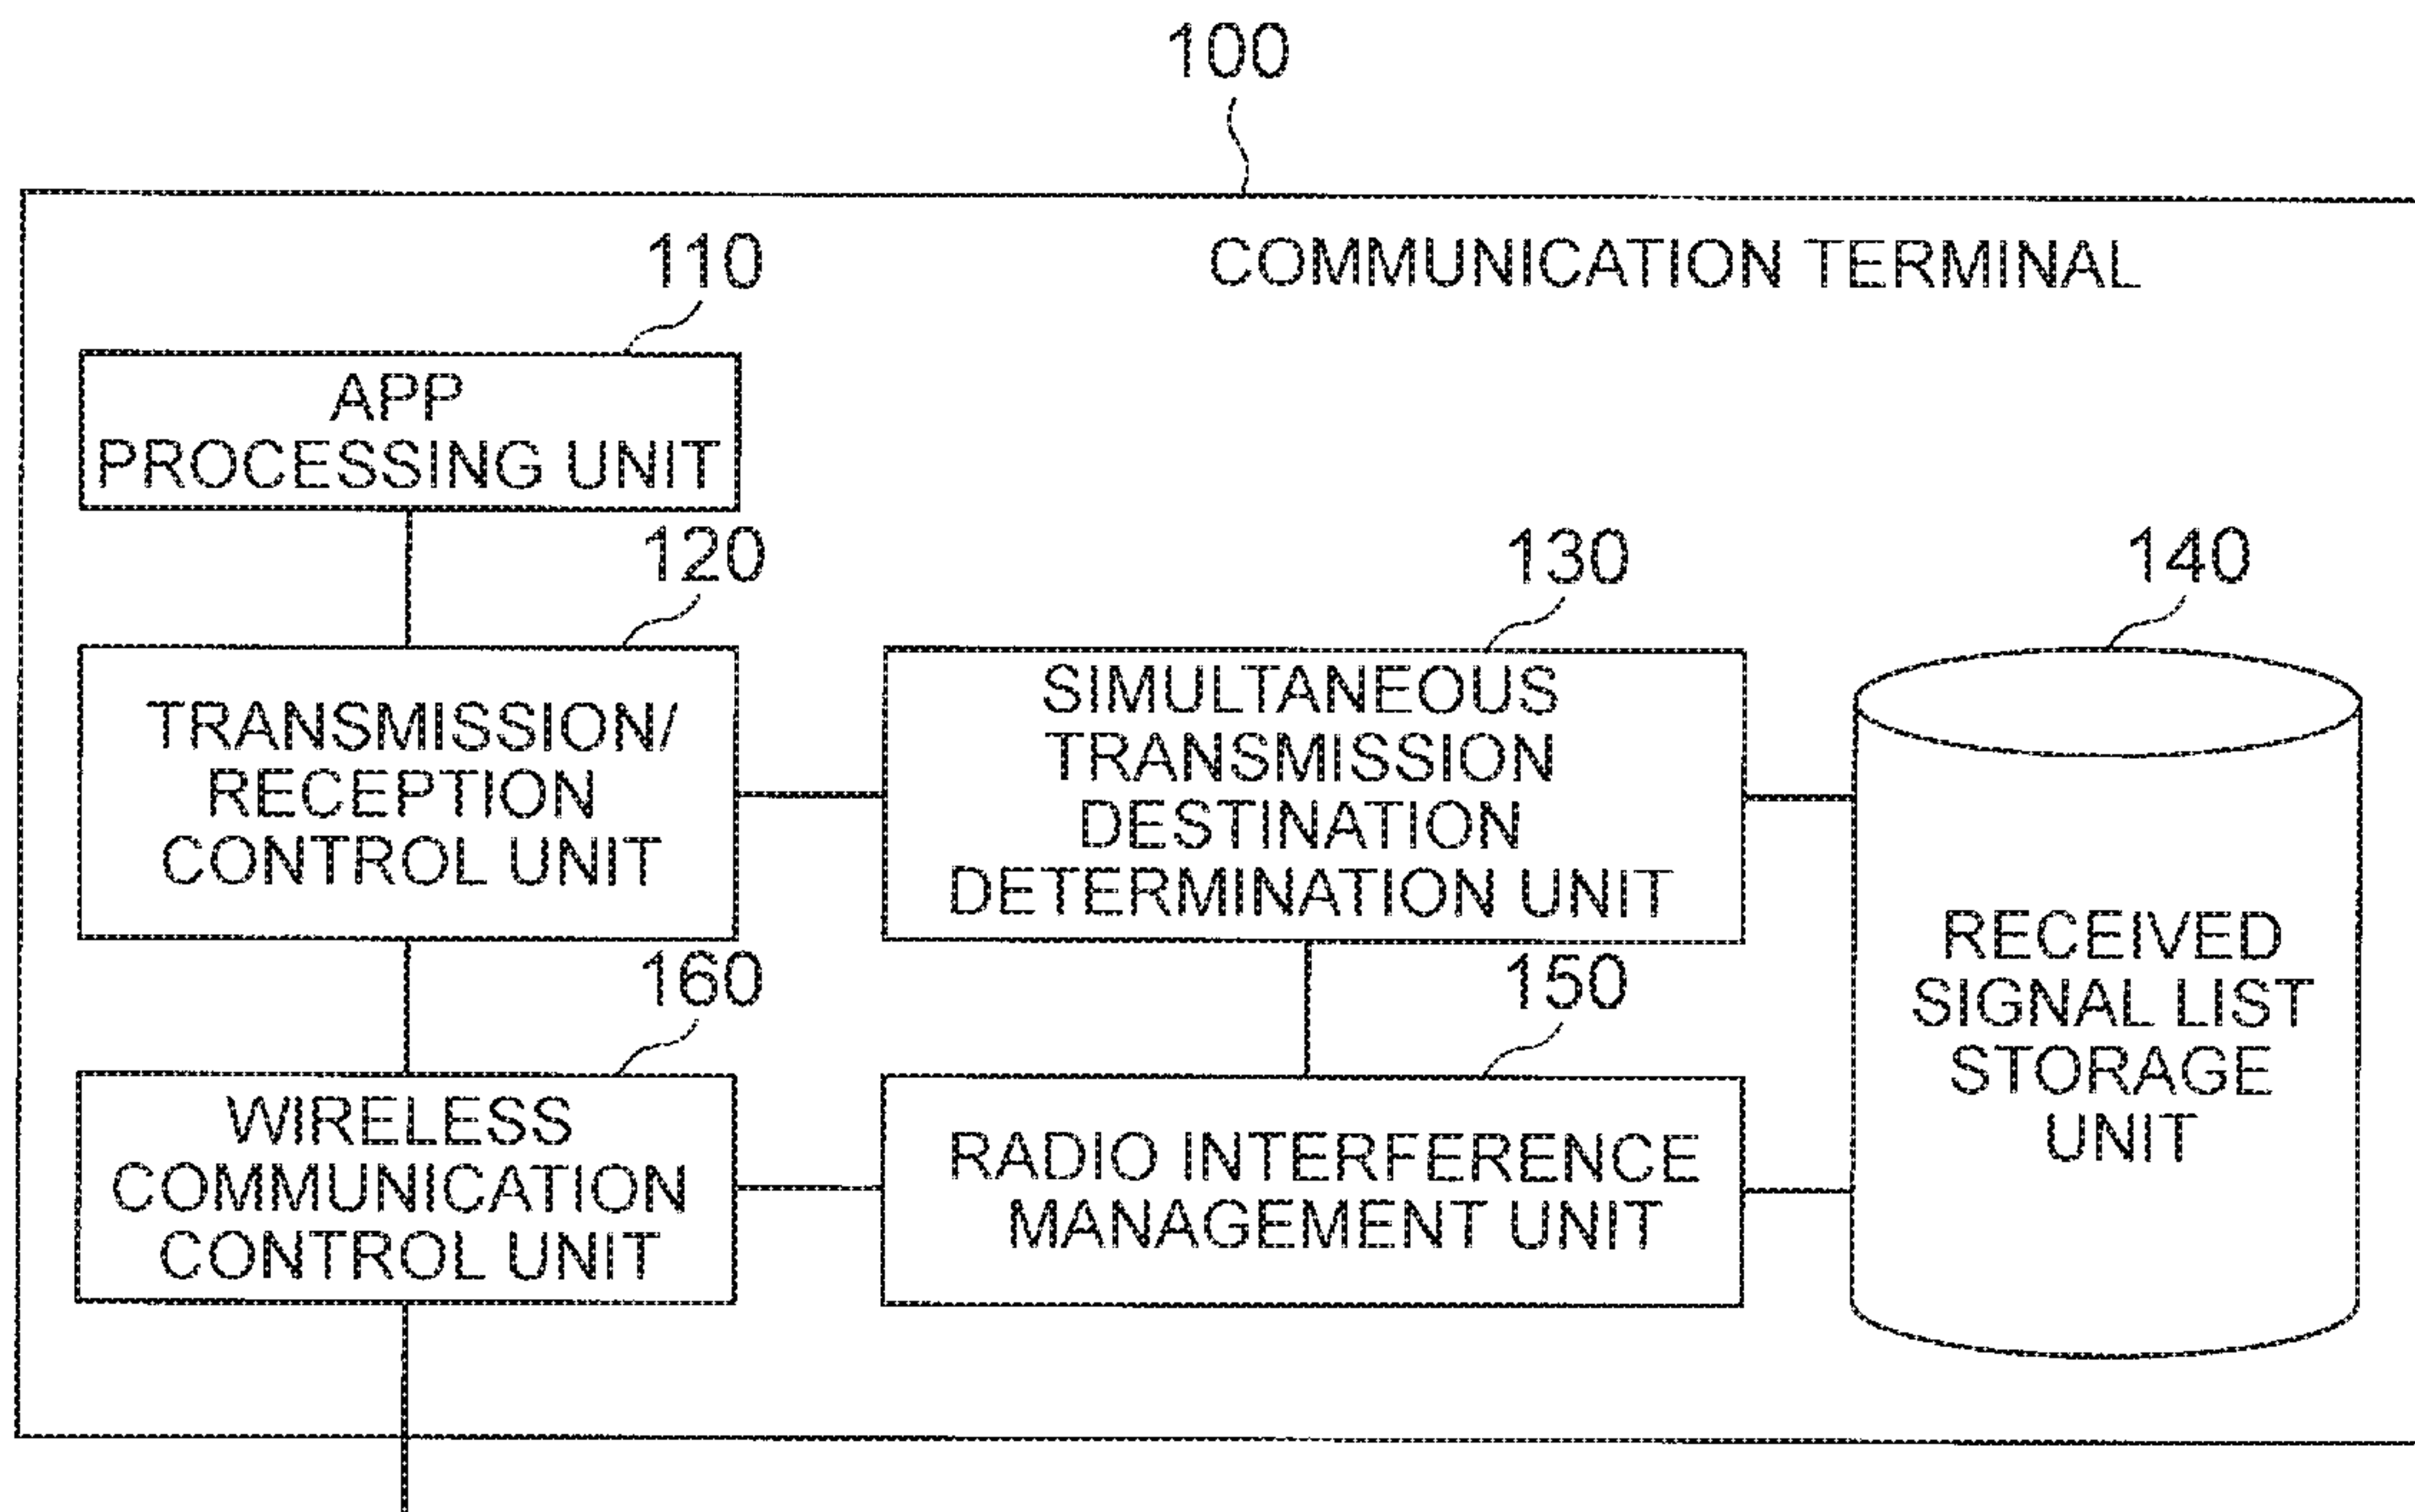 100
COMMUNICATION TERMINAL
110
APP
PROCESSING UNIT
120
TRANSMISSION/
RECEPTION
CONTROL UNIT
130
SIMULTANEOUS
TRANSMISSION
DESTINATION
DETERMINATION UNIT
140
RECEIVED
SIGNAL LIST
STORAGE
UNIT
160
WIRELESS
COMMUNICATION
CONTROL UNIT
150
RADIO INTERFERENCE
MANAGEMENT UNIT